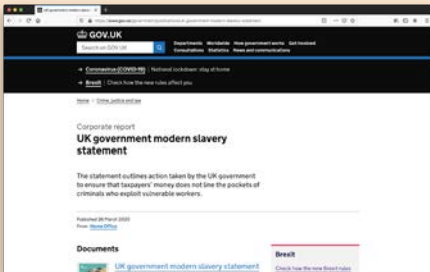 GOV.UK
Search on GOV.UK
Departments Worldwide How government works Get involved
Consultations Statistics News and communications
→ Coronavirus (COVID-19) | National lockdown: stay at home
→ Brexit | Check how the new rules affect you
Home > Crime, justice and law
Corporate report
UK government modern slavery
statement
The statement outlines action taken by the UK government
to ensure that taxpayers' money does not line the pockets of
criminals who exploit vulnerable workers.
Published 26 March 2020
From: Home Office
Documents
UK government modern slavery statement
Brexit
Check how the new Brexit rules